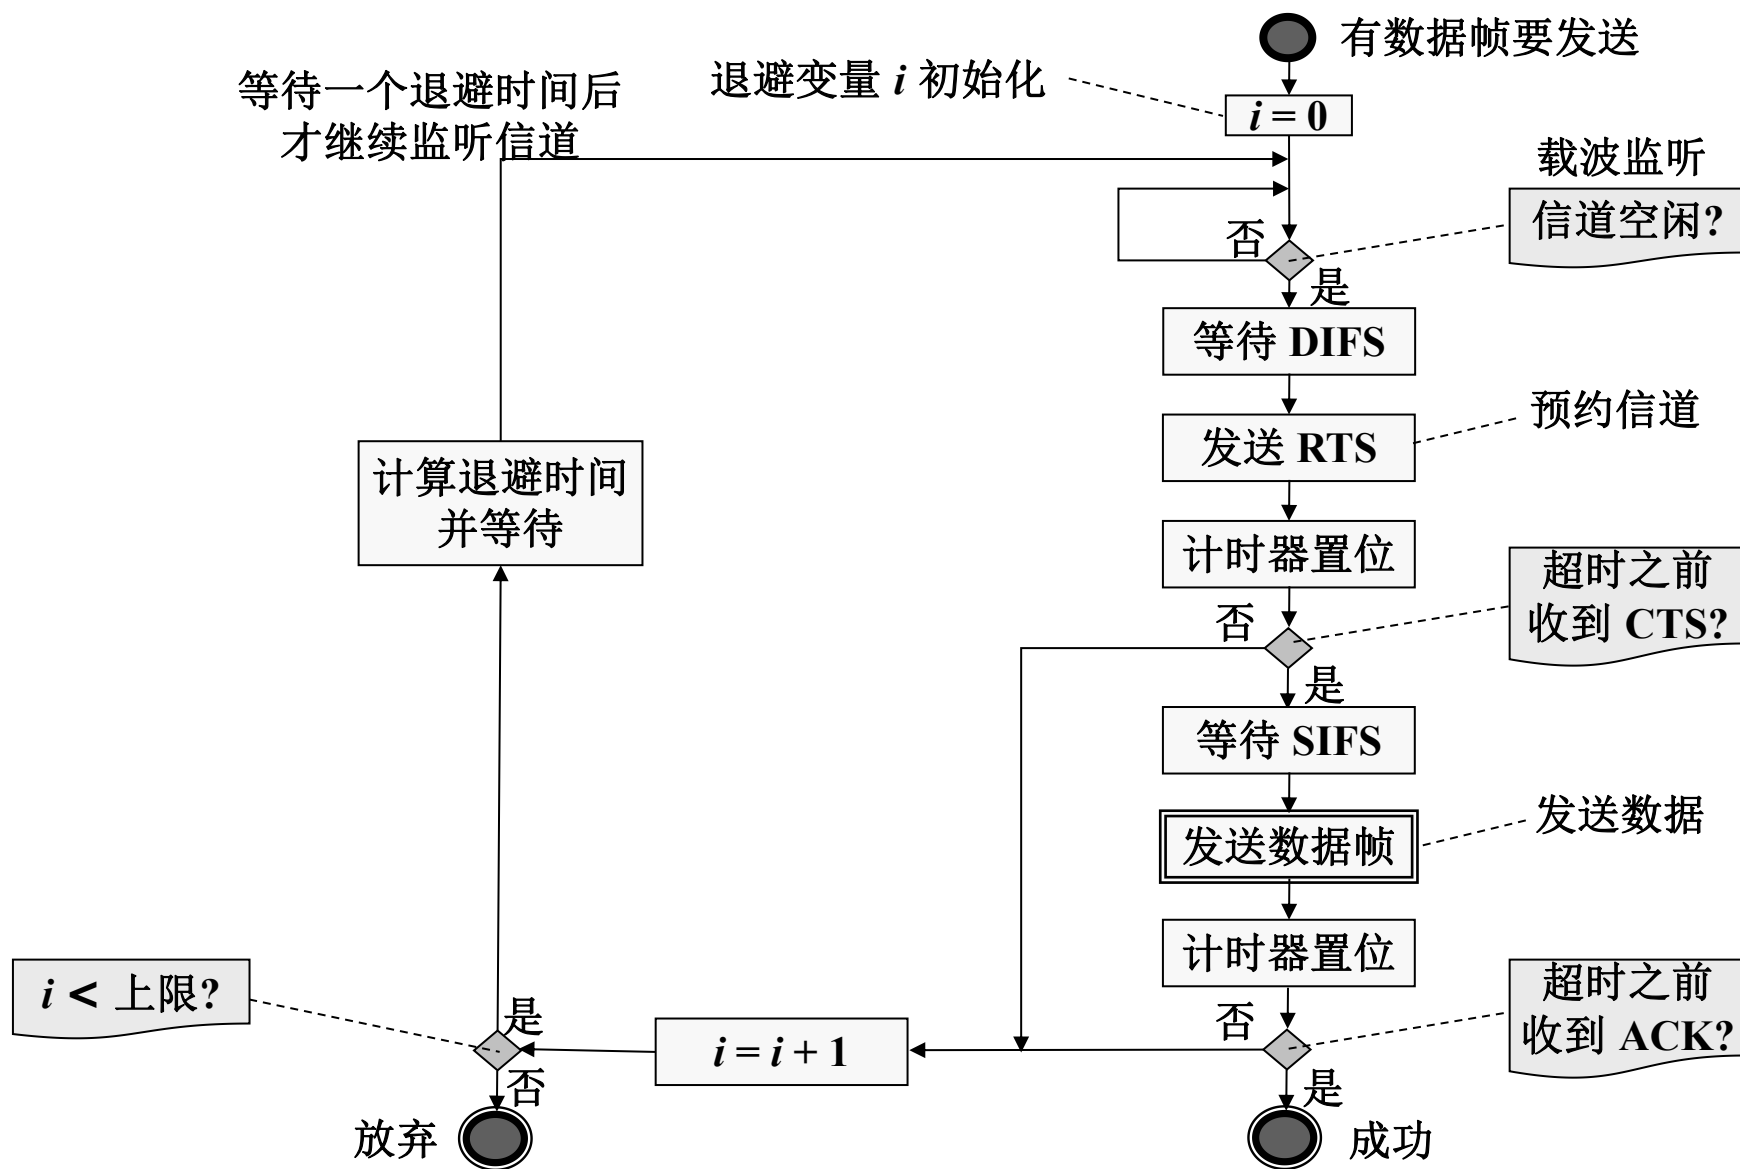 有数据帧要发送
退避变量 i 初始化
i = 0
等待一个退避时间后
才继续监听信道
载波监听
信道空闲?
否
是
等待 DIFS
发送 RTS
预约信道
计算退避时间
并等待
计时器置位
超时之前
收到 CTS?
否
是
等待 SIFS
发送数据帧
发送数据
计时器置位
i < 上限?
是
否
i = i + 1
否
是
超时之前
收到 ACK?
放弃
成功